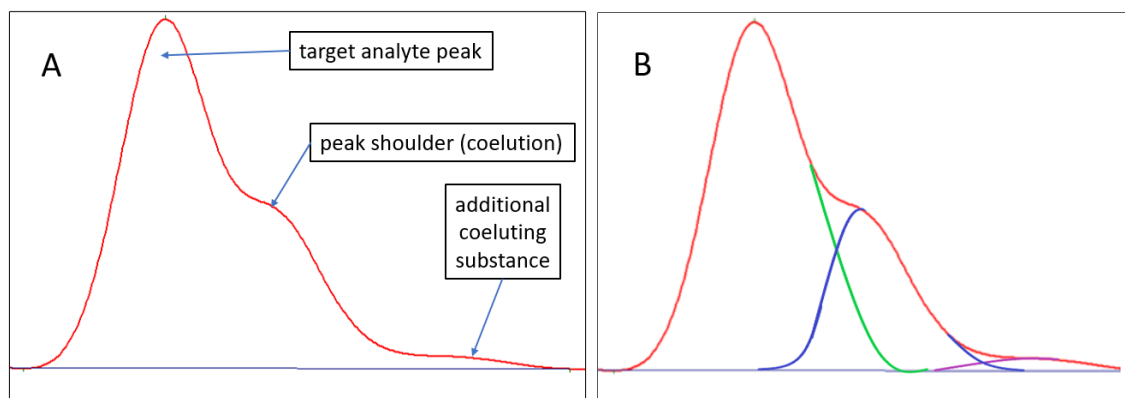 A
target analyte peak
peak shoulder (coelution)
additional
coeluting
substance
B